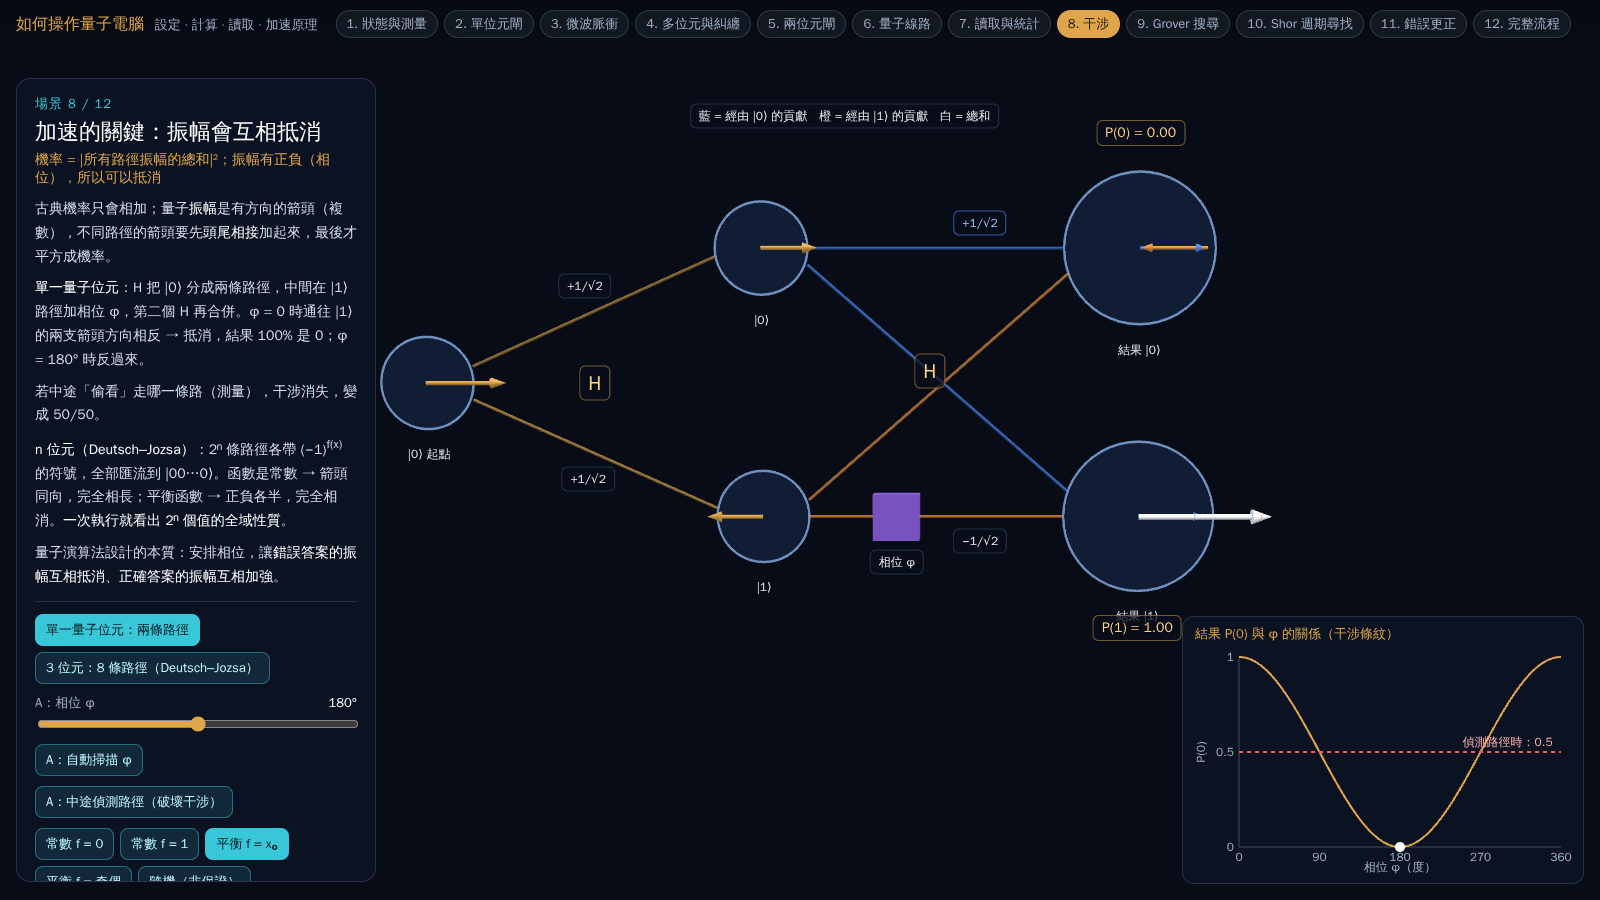 如何操作量子電腦 設定 · 計算 · 讀取 · 加速原理
1. 狀態與測量
2. 單位元閘
3. 微波脈衝
4. 多位元與糾纏
5. 兩位元閘
6. 量子線路
7. 讀取與統計
8. 干涉
9. Grover 搜尋
10. Shor 週期尋找
11. 錯誤更正
12. 完整流程
場景 8 / 12
加速的關鍵：振幅會互相抵消
機率 = |所有路徑振幅的總和|²；振幅有正負（相
位），所以可以抵消
古典機率只會相加；量子振幅是有方向的箭頭（複
數），不同路徑的箭頭要先頭尾相接加起來，最後才
平方成機率。
單一量子位元：H 把 |0⟩ 分成兩條路徑，中間在 |1⟩
路徑加相位 φ，第二個 H 再合併。φ = 0 時通往 |1⟩
的兩支箭頭方向相反 → 抵消，結果 100% 是 0；φ
= 180° 時反過來。
若中途「偷看」走哪一條路（測量），干涉消失，變
成 50/50。
n 位元（Deutsch–Jozsa）：2ⁿ 條路徑各帶 (−1)^f(x)
的符號，全部匯流到 |00⋯0⟩。函數是常數 → 箭頭
同向，完全相長；平衡函數 → 正負各半，完全相
消。一次執行就看出 2ⁿ 個值的全域性質。
量子演算法設計的本質：安排相位，讓錯誤答案的振
幅互相抵消、正確答案的振幅互相加強。
單一量子位元：兩條路徑
3 位元：8 條路徑（Deutsch–Jozsa）
A：相位 φ 180°
A：自動掃描 φ
A：中途偵測路徑（破壞干涉）
常數 f = 0
常數 f = 1
平衡 f = x₀
平衡 f = 奇偶
隨機（非保證）
藍 = 經由 |0⟩ 的貢獻 橙 = 經由 |1⟩ 的貢獻 白 = 總和
P(0) = 0.00
+1/√2
+1/√2
|0⟩
結果 |0⟩
H
H
|0⟩ 起點
+1/√2
−1/√2
相位 φ
|1⟩
結果 |1⟩
P(1) = 1.00
結果 P(0) 與 φ 的關係（干涉條紋）
1
偵測路徑時：0.5
0.5
P(0)
0
0 90 180 270 360
相位 φ（度）